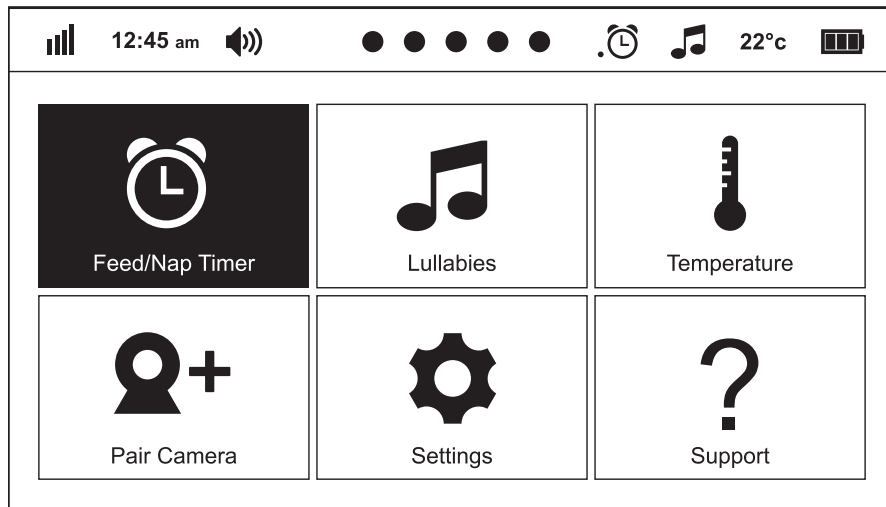 12:45 am 22°c
Feed/Nap Timer Lullabies Temperature
Pair Camera Settings Support